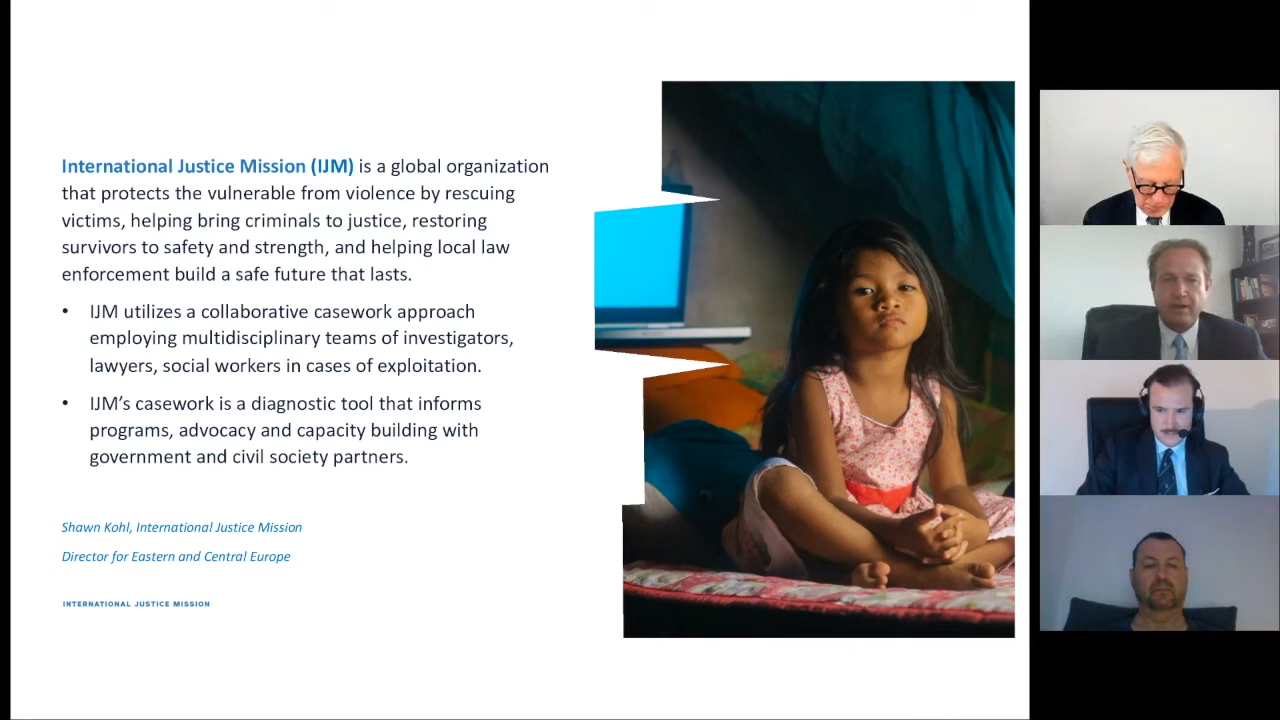 International Justice Mission (IJM) is a global organization
that protects the vulnerable from violence by rescuing
victims, helping bring criminals to justice, restoring
survivors to safety and strength, and helping local law
enforcement build a safe future that lasts.
• IJM utilizes a collaborative casework approach
employing multidisciplinary teams of investigators,
lawyers, social workers in cases of exploitation.
• IJM’s casework is a diagnostic tool that informs
programs, advocacy and capacity building with
government and civil society partners.
Shawn Kohl, International Justice Mission
Director for Eastern and Central Europe
INTERNATIONAL JUSTICE MISSION